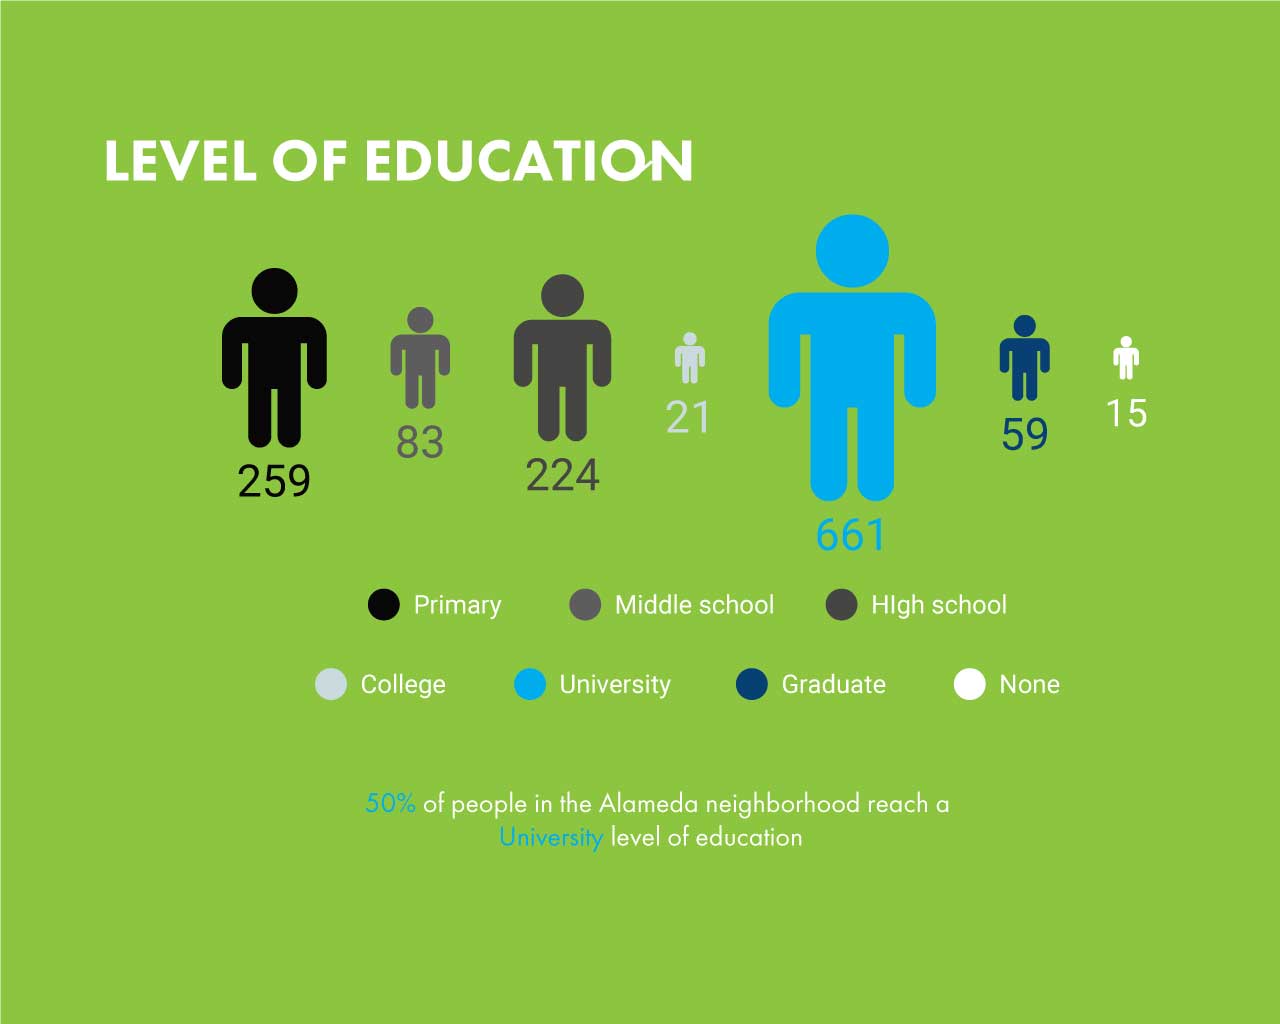 LEVEL OF EDUCATION
259
83
224
21
661
59
15
Primary
Middle school
HIgh school
College
University
Graduate
None
50% of people in the Alameda neighborhood reach a
University level of education